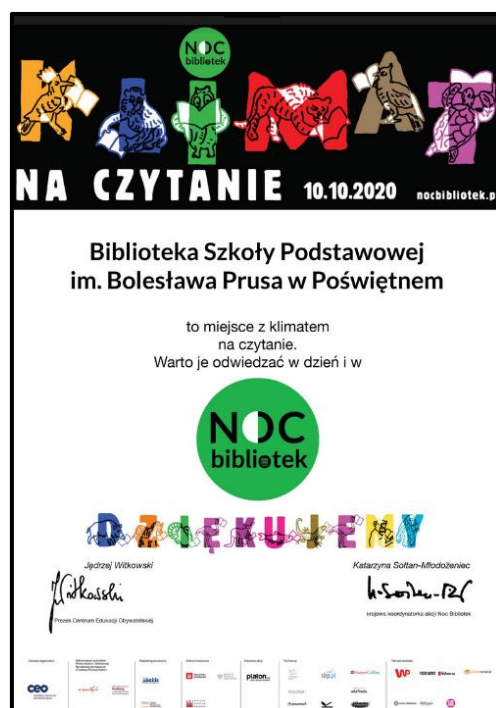 NOC
bibliotek
KLIMAT
NA CZYTANIE 10.10.2020 nocbibliotek.p
Biblioteka Szkoły Podstawowej
im. Bolesława Prusa w Poświętnem
to miejsce z klimatem
na czytanie.
Warto je odwiedzać w dzień i w
NOC
bibliotek
DZIĘKUJEMY
Jędrzej Witkowski
Katarzyna Sołtan-Młodożeniec
Prezes Centrum Edukacji Obywatelskiej
krajowa koordynatorka akcji Noc Bibliotek
ceo
platon
WP